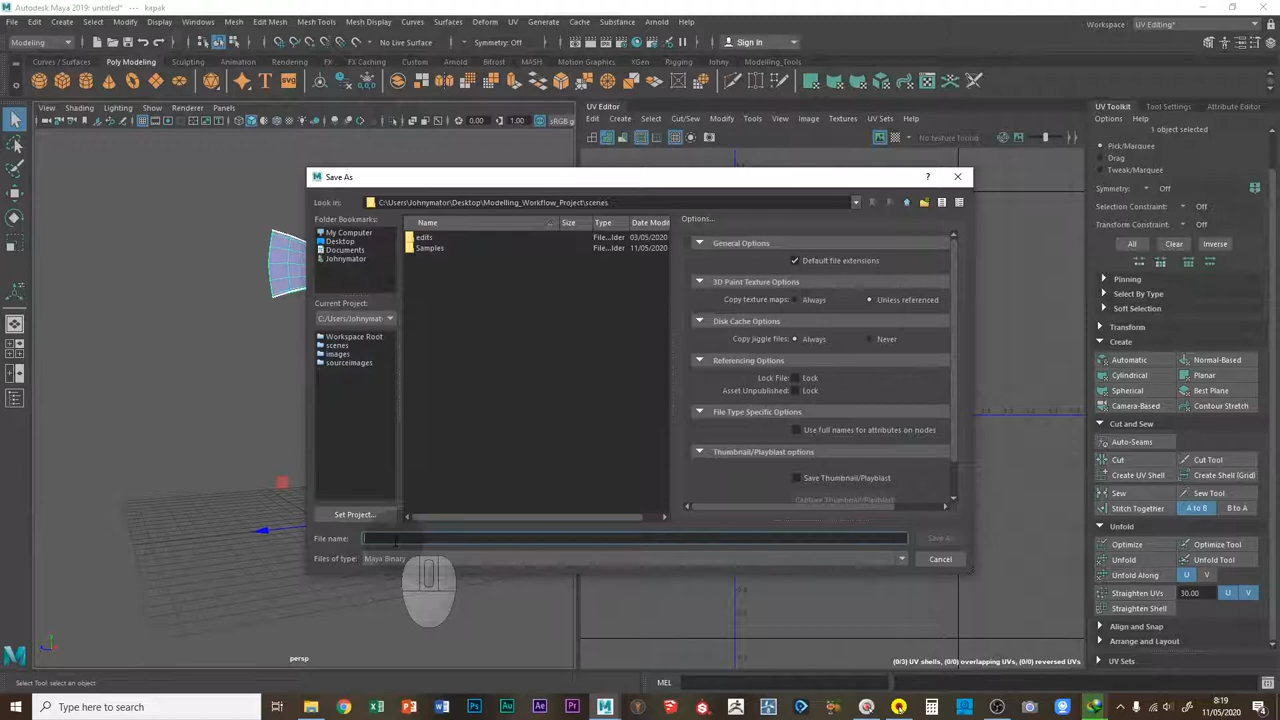 Autodesk Maya 2019: untitled* --- kapak
File Edit Create Select Modify Display Windows Mesh Edit Mesh Mesh Tools Mesh Display Curves Surfaces Deform UV Generate Cache Substance Arnold Help
Workspace : UV Editing*
Modeling No Live Surface Symmetry: Off Sign In
Curves / Surfaces Poly Modeling Sculpting Animation Rendering FX FX Caching Custom Arnold Bifrost MASH Motion Graphics XGen Rigging Johny Modelling_Tools
View Shading Lighting Show Renderer Panels
0.00 1.00
UV Editor
Edit Create Select Cut/Sew Modify Tools View Image Textures UV Sets Help
UV Toolkit Tool Settings Attribute Editor
Options Help
1 object selected
Pick/Marquee
Drag
Tweak/Marquee
Symmetry: Off
Selection Constraint: Off
Transform Constraint: Off
All Clear Inverse
Pinning
Select By Type
Soft Selection
Transform
Create
Automatic Normal-Based
Cylindrical Planar
Spherical Best Plane
Camera-Based Contour Stretch
Cut and Sew
Auto-Seams
Cut Cut Tool
Create UV Shell Create Shell (Grid)
Sew Sew Tool
Stitch Together A to B B to A
Unfold
Optimize Optimize Tool
Unfold Unfold Tool
Unfold Along U V
Straighten UVs 30.00 U V
Straighten Shell
Align and Snap
Arrange and Layout
UV Sets
Save As
Look in: C:\Users\Johnymator\Desktop\Modelling_Workflow_Project\scenes
Folder Bookmarks:
My Computer
Desktop
Documents
Johnymator
Current Project:
C:/Users/Johnymat
Workspace Root
scenes
images
sourceimages
Set Project...
Name Size Type Date Modif
edits File...lder 03/05/2020
Samples File...lder 11/05/2020
Options...
General Options
Default file extensions
3D Paint Texture Options
Copy texture maps: Always Unless referenced
Disk Cache Options
Copy jiggle files: Always Never
Referencing Options
Lock File: Lock
Asset Unpublished: Lock
File Type Specific Options
Use full names for attributes on nodes
Thumbnail/Playblast options
Save Thumbnail/Playblast
File name: Save As
Files of type: Maya Binary Cancel
persp
(0/3) UV shells, (0/0) overlapping UVs, (0/0) reversed UVs
Select Tool: select an object
MEL
Type here to search
8:19
11/05/2020